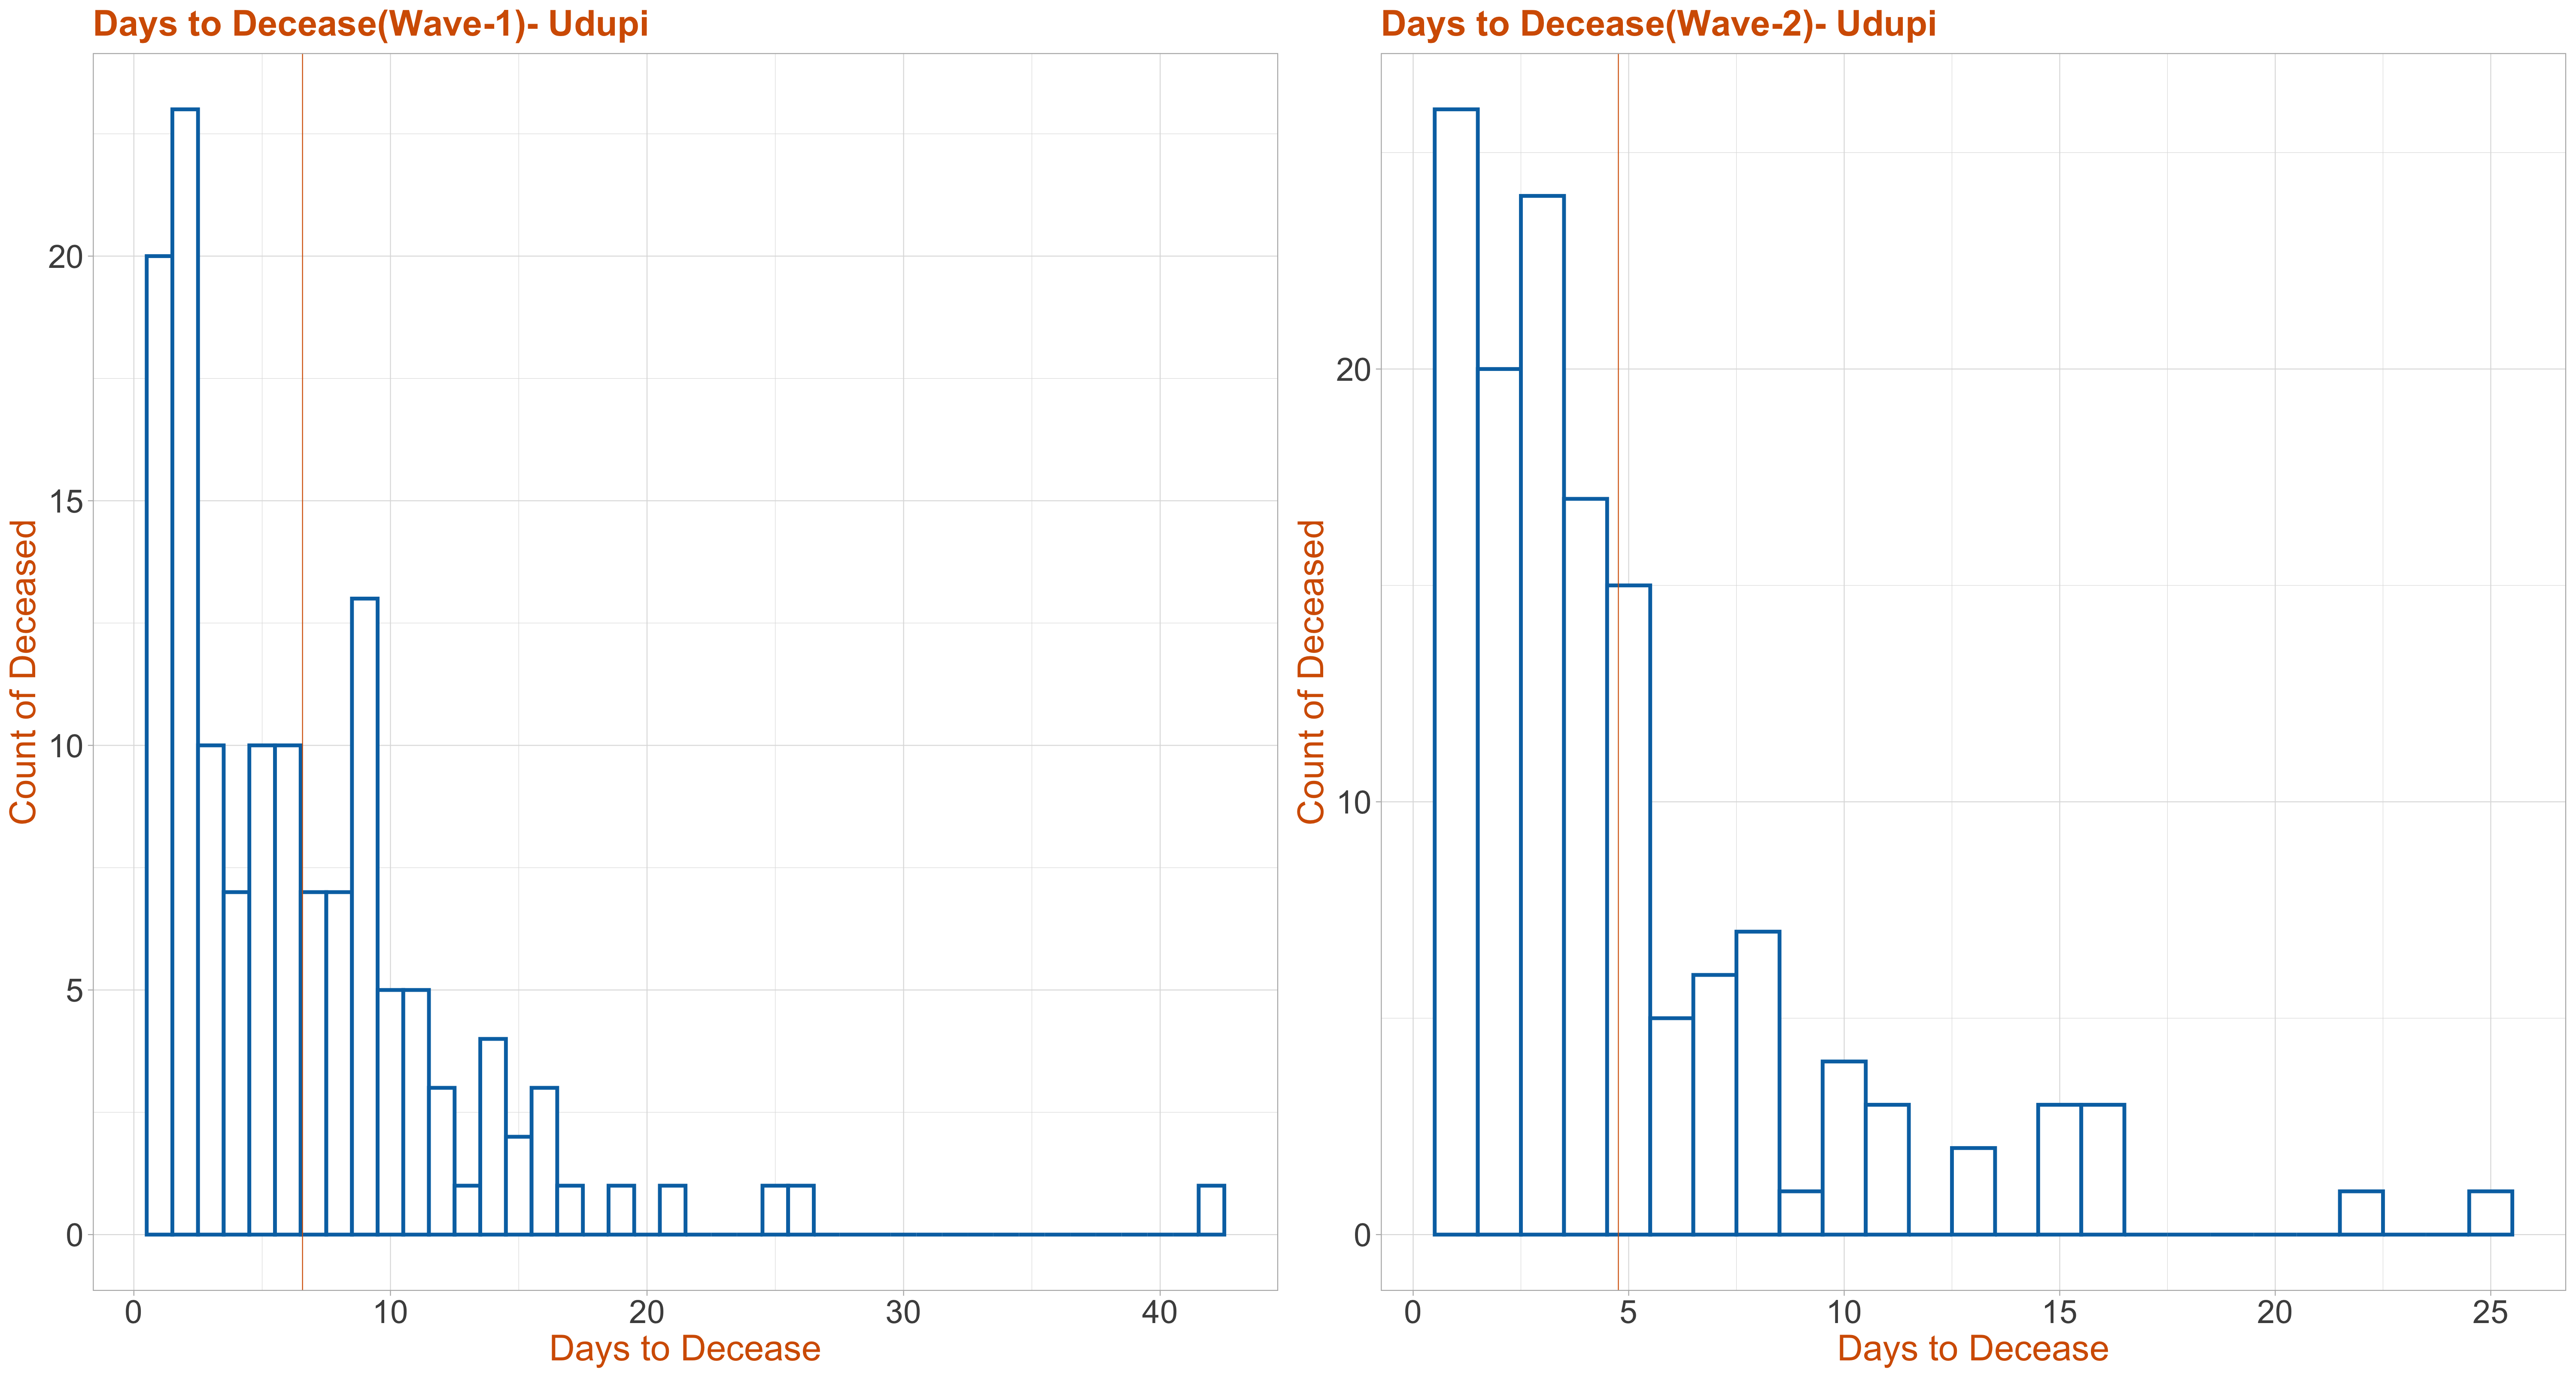 Days to Decease(Wave-1)- Udupi
Count of Deceased
20
15
10
5
0
0 10 20 30 40
Days to Decease
Days to Decease(Wave-2)- Udupi
Count of Deceased
20
10
0
0 5 10 15 20 25
Days to Decease